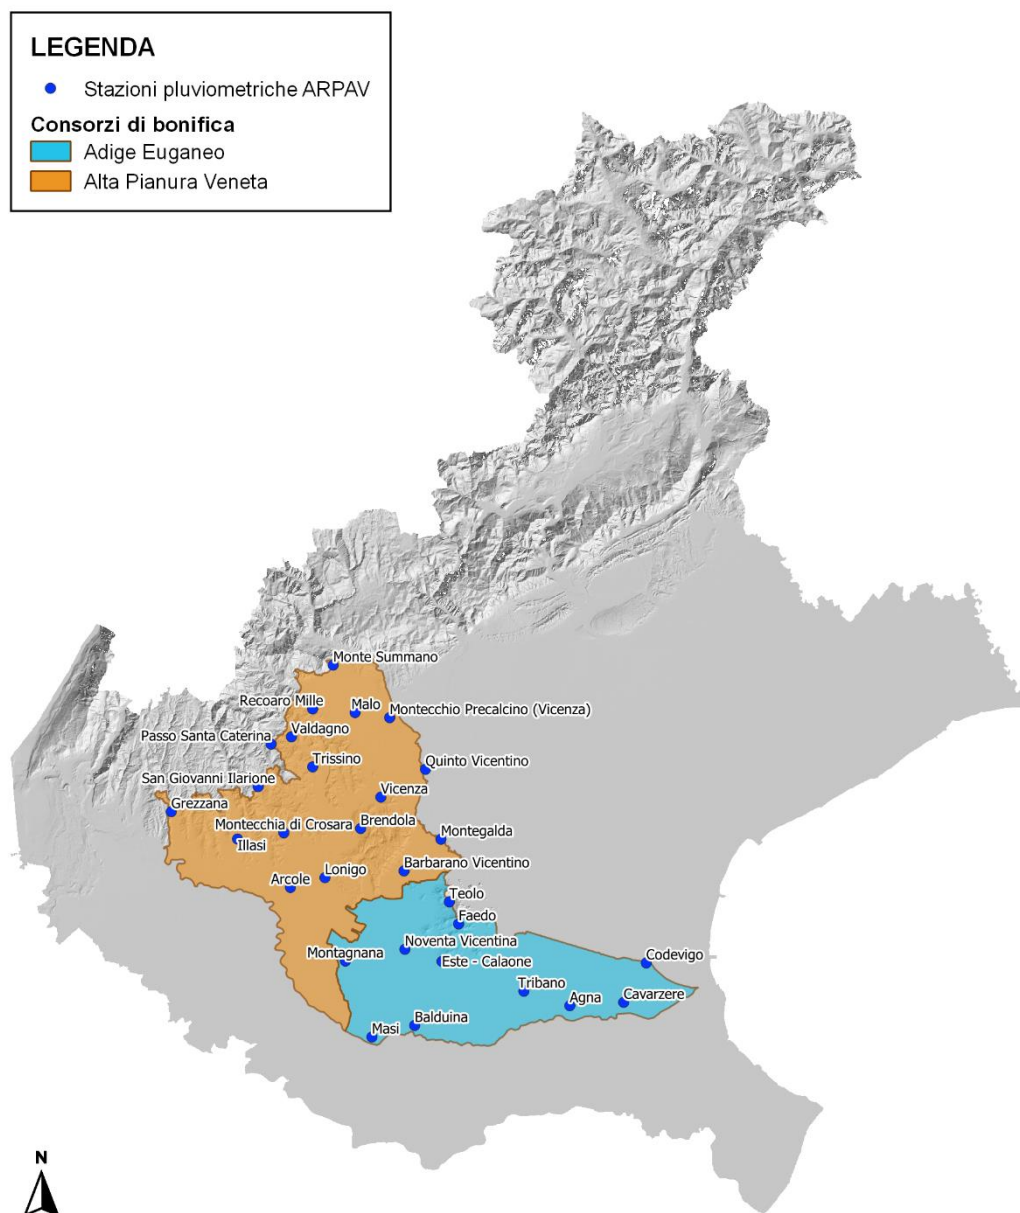 LEGENDA
Stazioni pluviometriche ARPAV
Consorzi di bonifica
Adige Euganeo
Alta Pianura Veneta
Monte Summano
Recoaro Mille
Malo
Montecchio Precalcino (Vicenza)
Valdagno
Passo Santa Caterina
Trissino
Quinto Vicentino
San Giovanni Ilarione
Vicenza
Grezzana
Montecchia di Crosara
Brendola
Illasi
Montegalda
Barbarano Vicentino
Lonigo
Arcole
Teolo
Faedo
Noventa Vicentina
Montagnana
Este - Calaone
Codevigo
Tribano
Agna
Cavarzere
Balduina
Masi
N